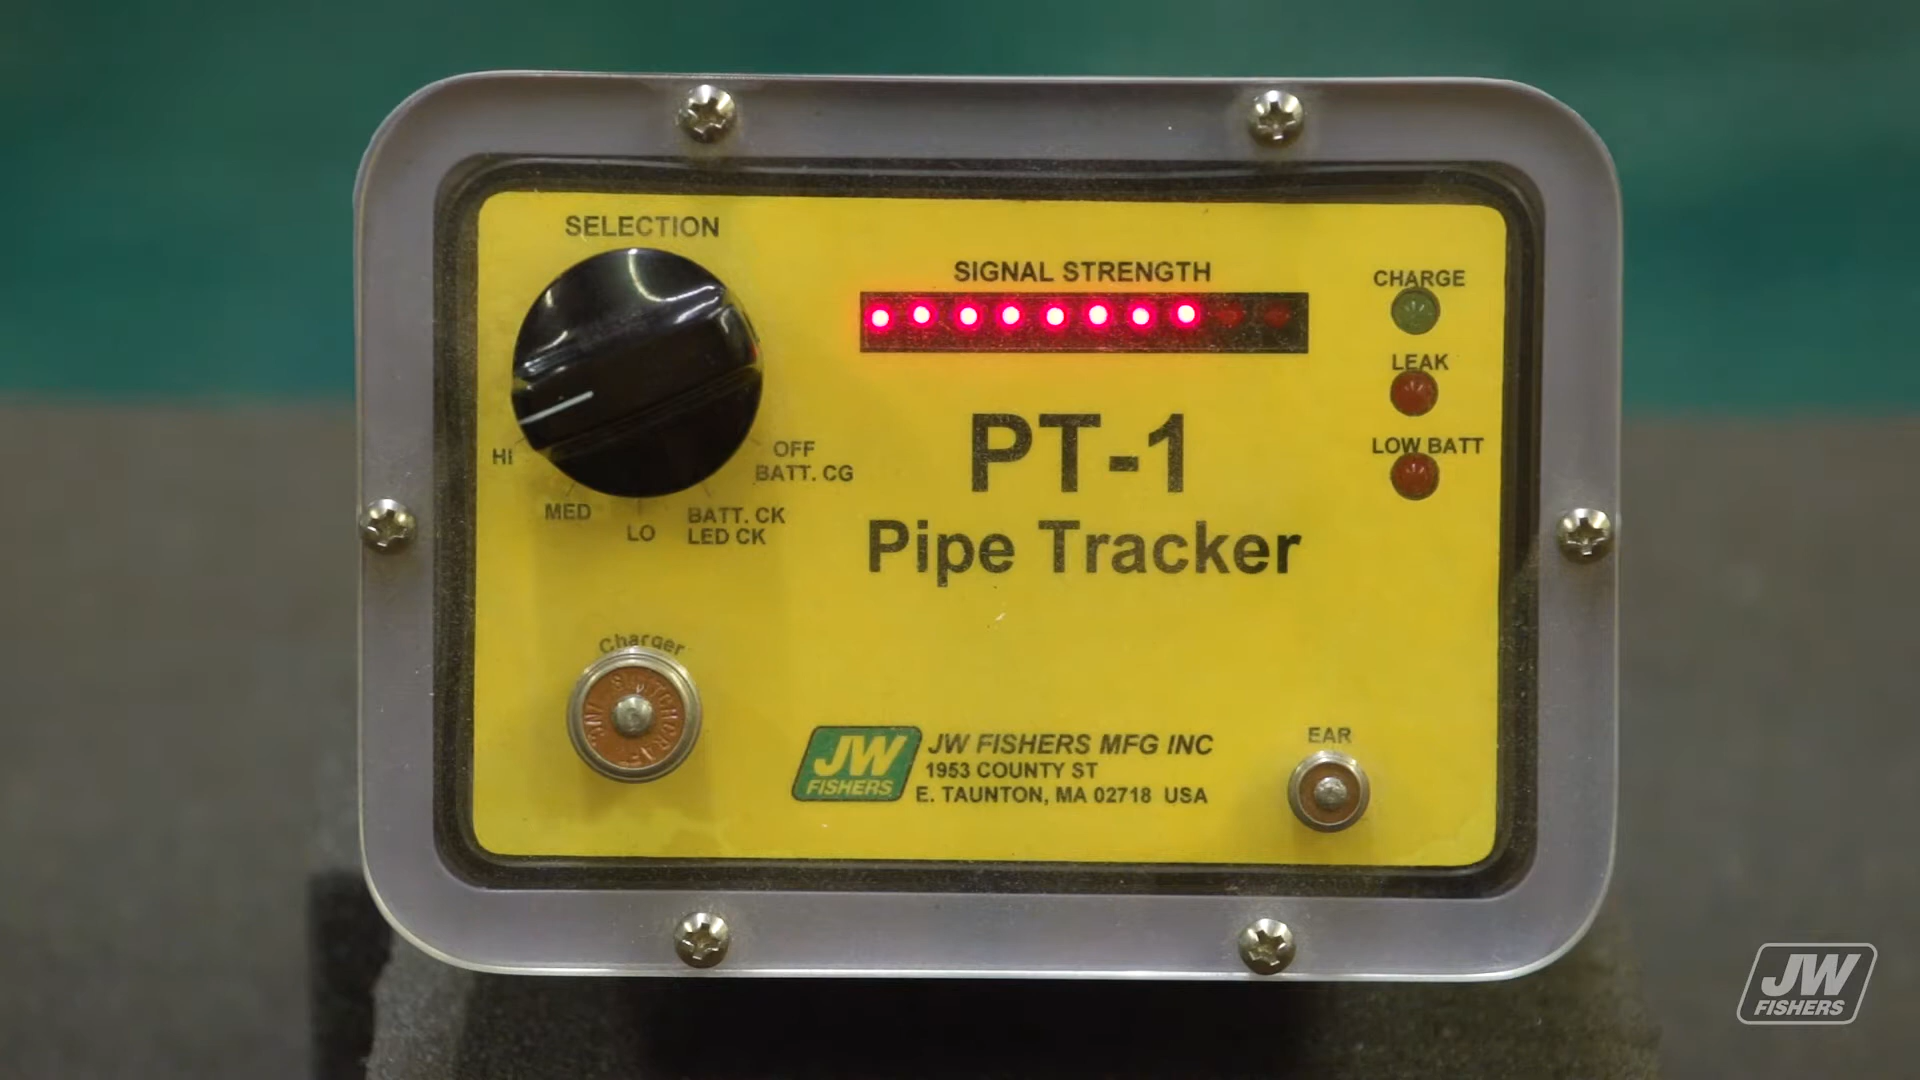 SELECTION
SIGNAL STRENGTH
CHARGE
LEAK
LOW BATT
HI
MED
LO
BATT. CK
LED CK
OFF
BATT. CG
PT-1
Pipe Tracker
Charger
SWITCHCRAFT
JW
FISHERS
JW FISHERS MFG INC
1953 COUNTY ST
E. TAUNTON, MA 02718 USA
EAR
JW
FISHERS